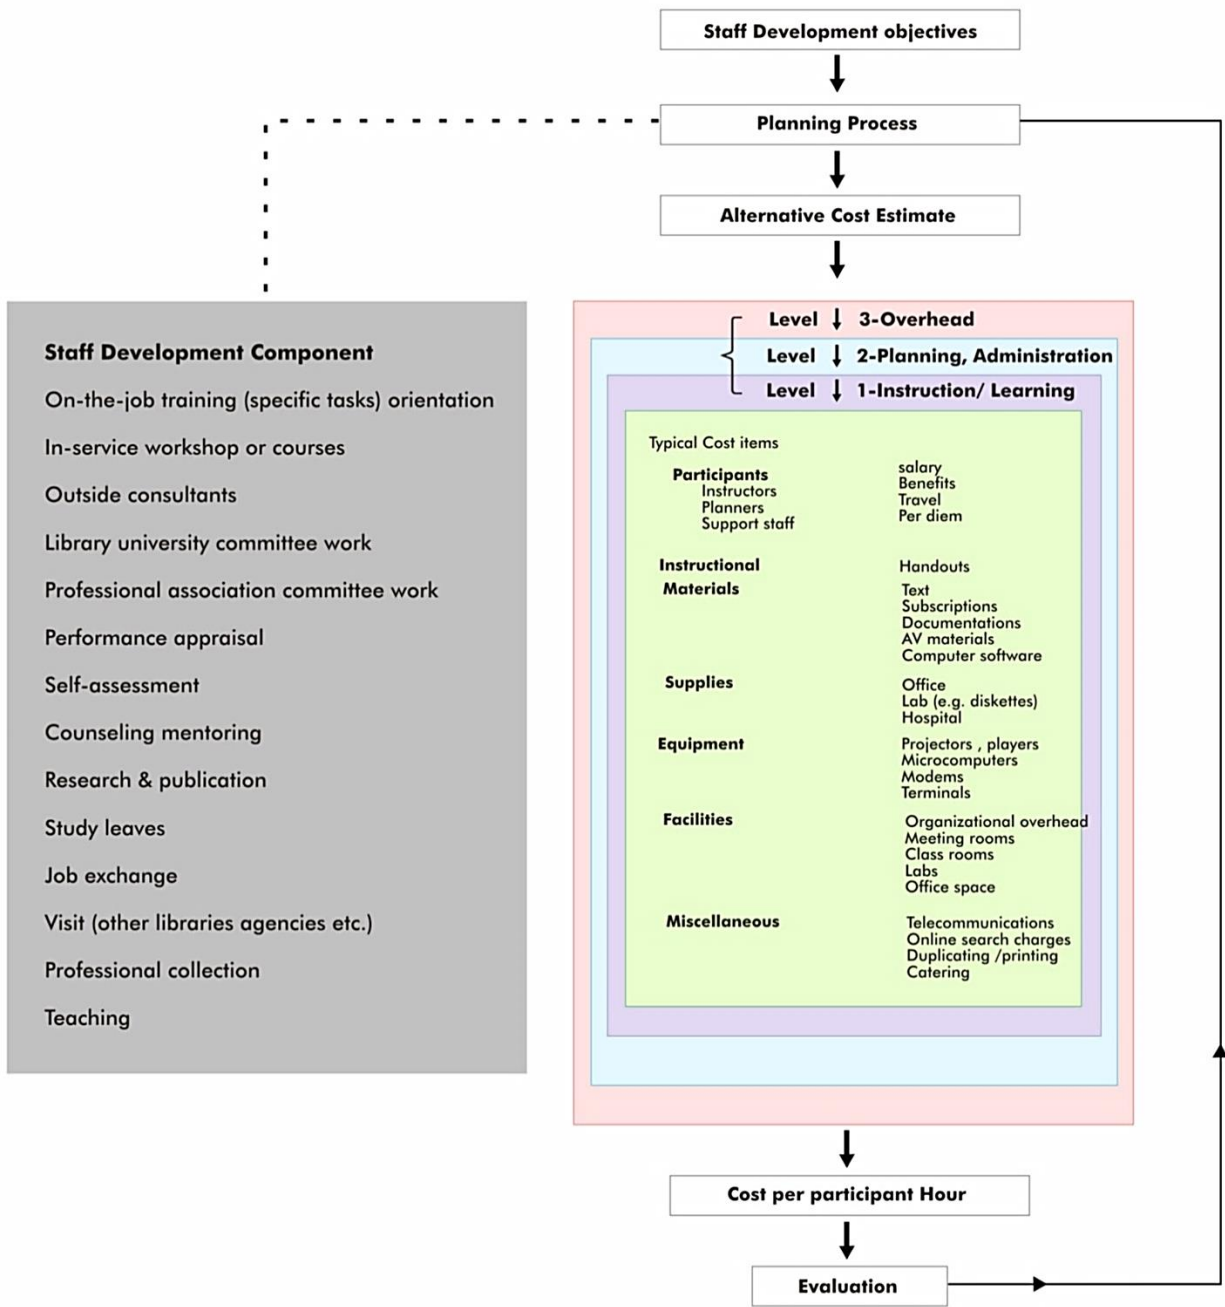 Staff Development objectives
Planning Process
Alternative Cost Estimate
Staff Development Component
On-the-job training (specific tasks) orientation
In-service workshop or courses
Outside consultants
Library university committee work
Professional association committee work
Performance appraisal
Self-assessment
Counseling mentoring
Research & publication
Study leaves
Job exchange
Visit (other libraries agencies etc.)
Professional collection
Teaching
Level 3-Overhead
Level 2-Planning, Administration
Level 1-Instruction/ Learning
Typical Cost items
Participants
Instructors
Planners
Support staff
salary
Benefits
Travel
Per diem
Instructional
Materials
Handouts
Text
Subscriptions
Documentations
AV materials
Computer software
Supplies
Office
Lab (e.g. diskettes)
Hospital
Equipment
Projectors , players
Microcomputers
Modems
Terminals
Facilities
Organizational overhead
Meeting rooms
Class rooms
Labs
Office space
Miscellaneous
Telecommunications
Online search charges
Duplicating /printing
Catering
Cost per participant Hour
Evaluation